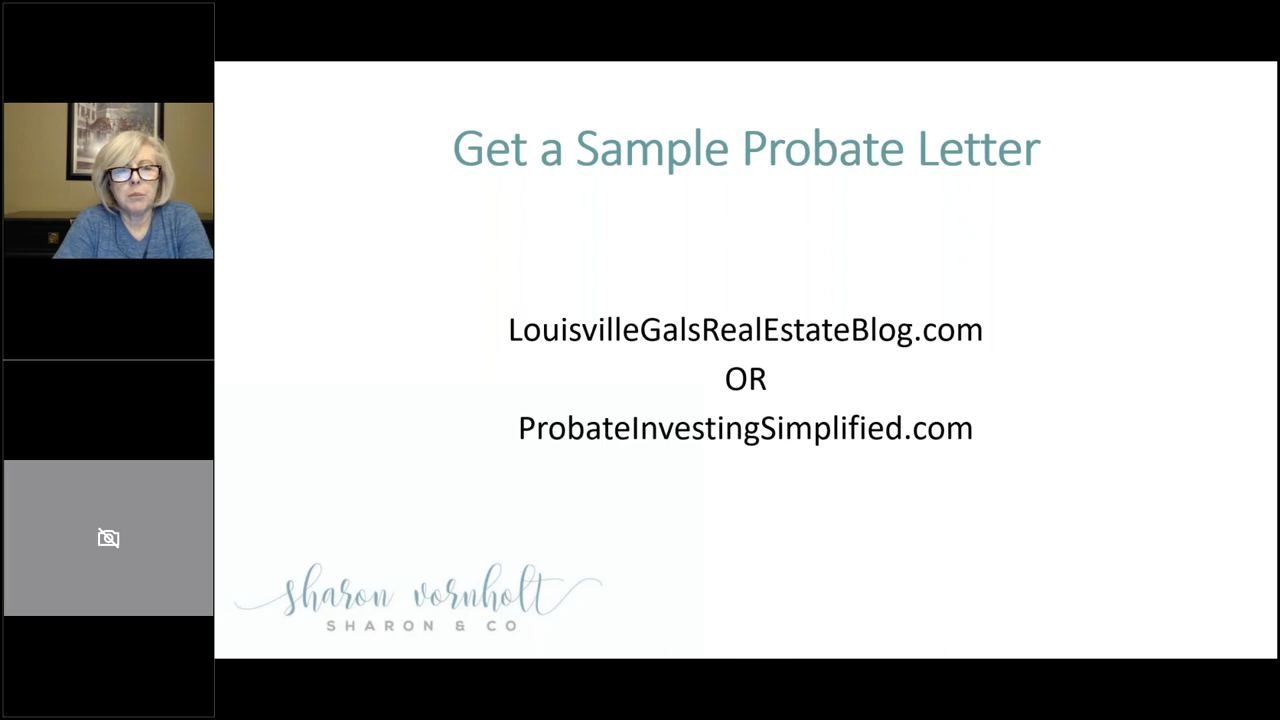 Get a Sample Probate Letter
LouisvilleGalsRealEstateBlog.com
OR
ProbateInvestingSimplified.com
sharon vornholt
SHARON & CO